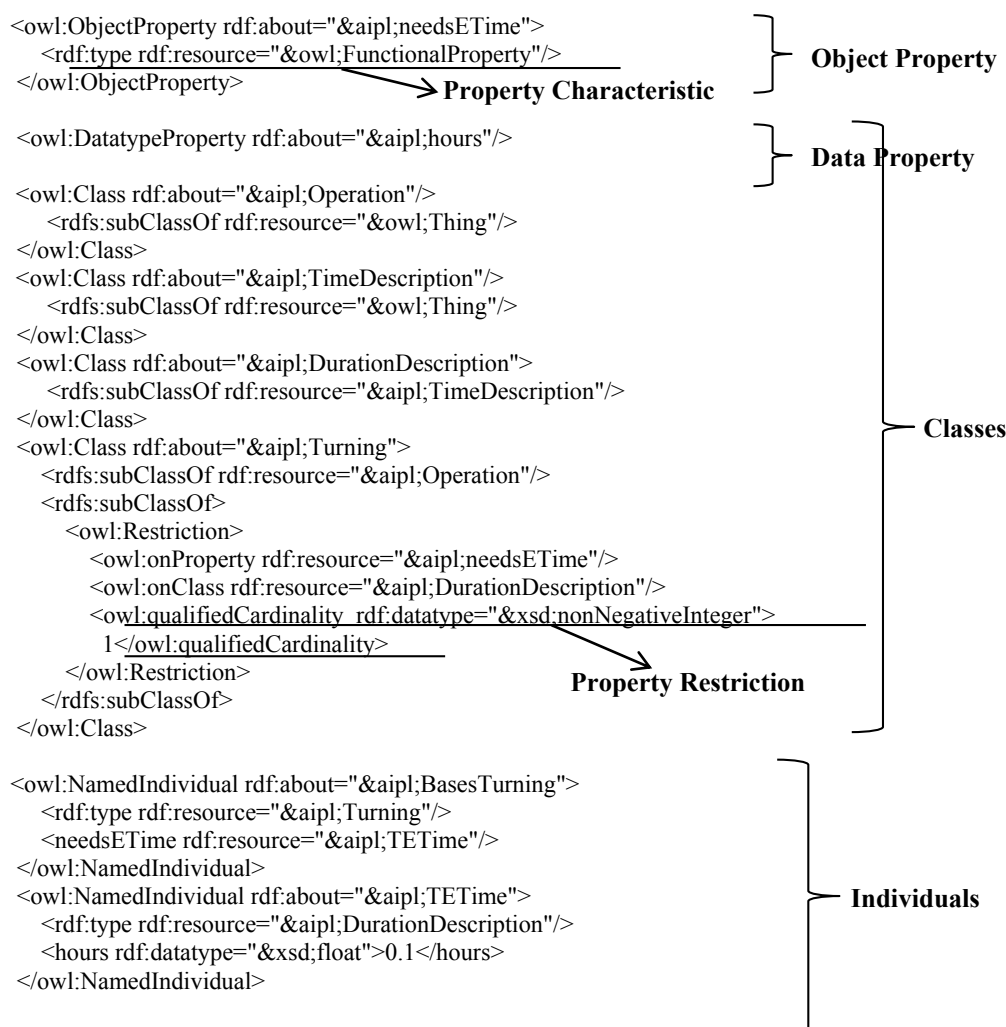 <owl:ObjectProperty rdf:about="&aipl;needsETime">
<rdf:type rdf:resource="&owl;FunctionalProperty"/>
Object Property
</owl:ObjectProperty>
Property Characteristic
<owl:DatatypeProperty rdf:about="&aipl;hours"/>
Data Property
<owl:Class rdf:about="&aipl;Operation"/>
<rdfs:subClassOf rdf:resource="&owl;Thing"/>
</owl:Class>
<owl:Class rdf:about="&aipl;TimeDescription"/>
<rdfs:subClassOf rdf:resource="&owl;Thing"/>
</owl:Class>
<owl:Class rdf:about="&aipl;DurationDescription">
<rdfs:subClassOf rdf:resource="&aipl;TimeDescription"/>
</owl:Class>
Classes
<owl:Class rdf:about="&aipl;Turning">
<rdfs:subClassOf rdf:resource="&aipl;Operation"/>
<rdfs:subClassOf>
<owl:Restriction>
<owl:onProperty rdf:resource="&aipl;needsETime"/>
<owl:onClass rdf:resource="&aipl;DurationDescription"/>
<owl:qualifiedCardinality rdf:datatype="&xsd;nonNegativeInteger">
1</owl:qualifiedCardinality>
</owl:Restriction>
Property Restriction
</rdfs:subClassOf>
</owl:Class>
<owl:NamedIndividual rdf:about="&aipl;BasesTurning">
<rdf:type rdf:resource="&aipl;Turning"/>
<needsETime rdf:resource="&aipl;TETime"/>
</owl:NamedIndividual>
<owl:NamedIndividual rdf:about="&aipl;TETime">
Individuals
<rdf:type rdf:resource="&aipl;DurationDescription"/>
<hours rdf:datatype="&xsd;float">0.1</hours>
</owl:NamedIndividual>